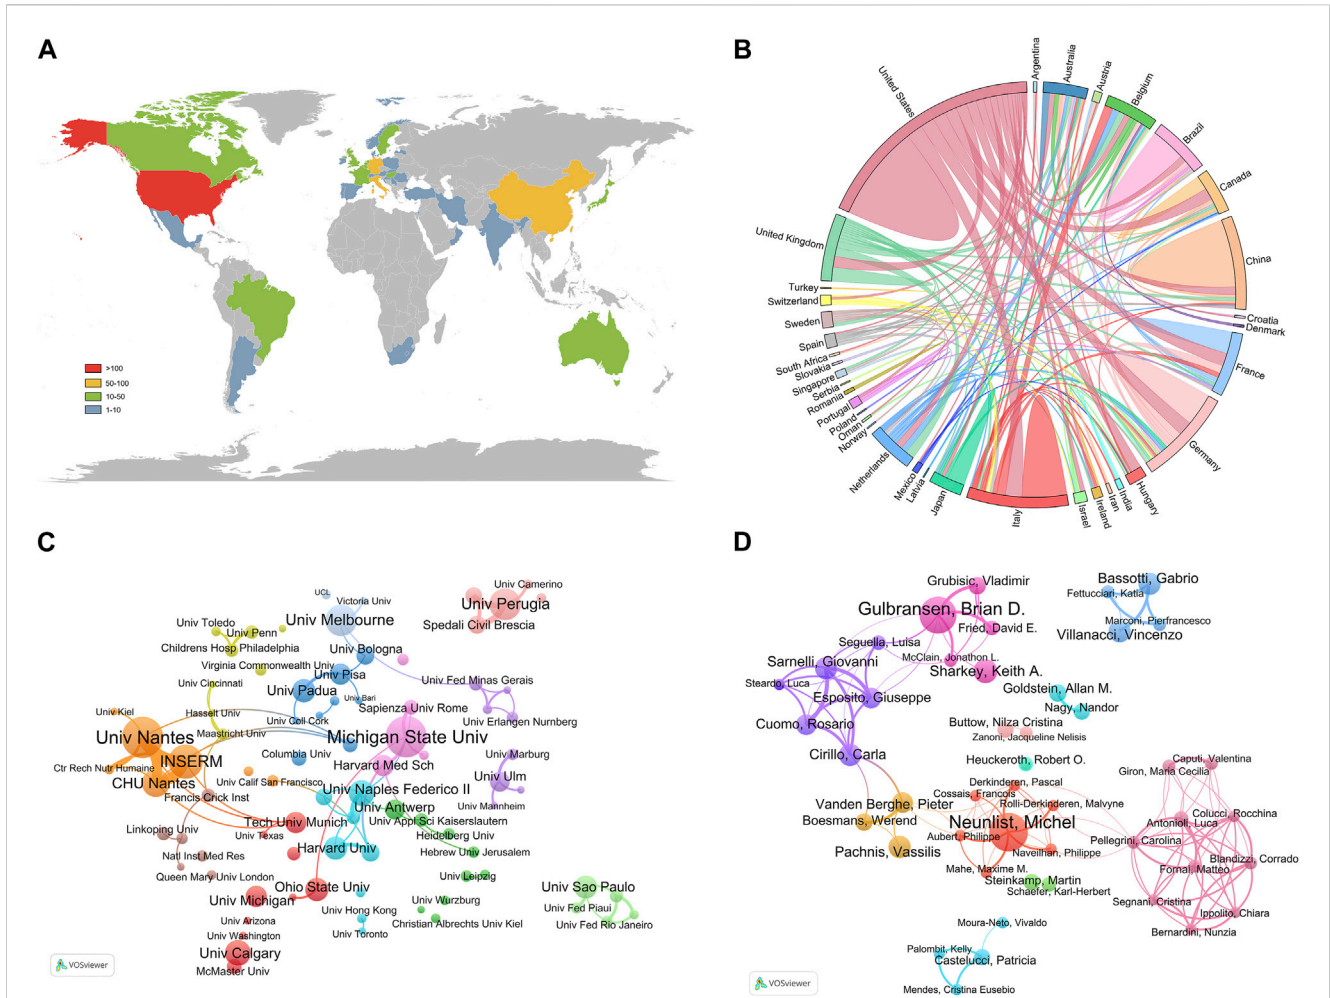 A
>100
50-100
10-50
1-10
B
Argentina
Australia
Austria
Belgium
Brazil
Canada
China
Croatia
Denmark
France
Germany
Hungary
India
Iran
Ireland
Israel
Italy
Japan
Latvia
Mexico
Netherlands
Norway
Oman
Poland
Portugal
Romania
Serbia
Singapore
Slovakia
South Africa
Spain
Sweden
Switzerland
Turkey
United Kingdom
United States
C
UCL
Victoria Univ
Univ Melbourne
Univ Camerino
Univ Perugia
Spedali Civil Brescia
Univ Toledo
Univ Penn
Childrens Hosp Philadelphia
Univ Bologna
Virginia Commonwealth Univ
Univ Pisa
Univ Cincinnati
Univ Padua
Univ Bari
Univ Fed Minas Gerais
Univ Kiel
Hasselt Univ
Univ Coll Cork
Sapienza Univ Rome
Univ Erlangen Nurnberg
Maastricht Univ
Univ Nantes
Michigan State Univ
Columbia Univ
INSERM
Ctr Rech Nutr Humaine
Harvard Med Sch
Univ Marburg
CHU Nantes
Univ Calif San Francisco
Univ Ulm
Francis Crick Inst
Univ Naples Federico II
Univ Antwerp
Univ Mannheim
Linkoping Univ
Tech Univ Munich
Univ Appl Sci Kaiserslautern
Univ Texas
Heidelberg Univ
Natl Inst Med Res
Harvard Univ
Hebrew Univ Jerusalem
Queen Mary Univ London
Univ Leipzig
Ohio State Univ
Univ Sao Paulo
Univ Michigan
Univ Wurzburg
Univ Hong Kong
Univ Fed Piaui
Univ Arizona
Christian Albrechts Univ Kiel
Univ Fed Rio Janeiro
Univ Washington
Univ Toronto
Univ Calgary
McMaster Univ
VOSviewer
D
Grubisic, Vladimir
Bassotti, Gabrio
Fettucciari, Katia
Gulbransen, Brian D.
Marconi, Pierfrancesco
Fried, David E.
Villanacci, Vincenzo
Seguella, Luisa
McClain, Jonathon L.
Sarnelli, Giovanni
Sharkey, Keith A.
Steardo, Luca
Goldstein, Allan M.
Esposito, Giuseppe
Nagy, Nandor
Cuomo, Rosario
Buttow, Nilza Cristina
Zanoni, Jacqueline Nelisis
Cirillo, Carla
Heuckeroth, Robert O.
Caputi, Valentina
Giron, Maria Cecilia
Derkinderen, Pascal
Cossais, Francois
Vanden Berghe, Pieter
Rolli-Derkinderen, Malvyne
Colucci, Rocchina
Boesmans, Werend
Neunlist, Michel
Antonioli, Luca
Aubert, Philippe
Pellegrini, Carolina
Pachnis, Vassilis
Naveilhan, Philippe
Blandizzi, Corrado
Mahe, Maxime M.
Fornai, Matteo
Steinkamp, Martin
Schaefer, Karl-Herbert
Segnani, Cristina
Ippolito, Chiara
Moura-Neto, Vivaldo
Bernardini, Nunzia
Palombit, Kelly
Castelucci, Patricia
Mendes, Cristina Eusebio
VOSviewer